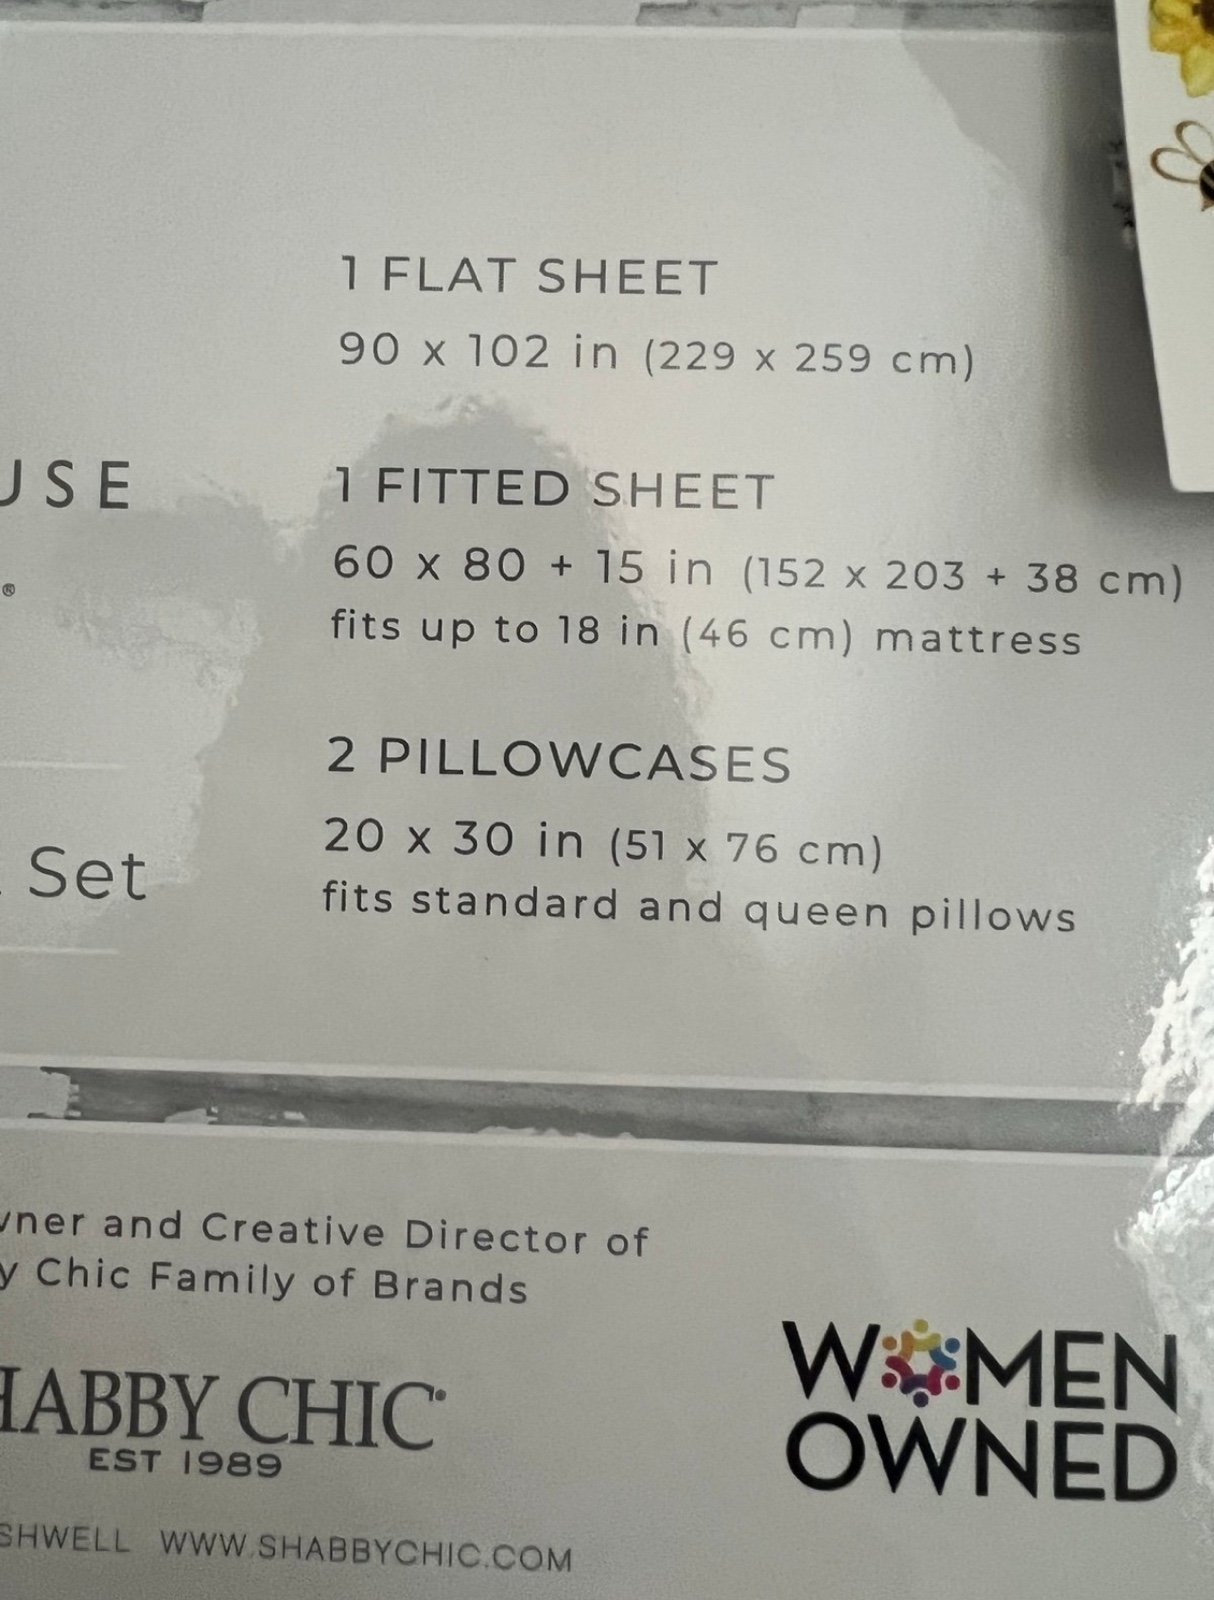 1 FLAT SHEET
90 x 102 in (229 x 259 cm)
USE
®
1 FITTED SHEET
60 x 80 + 15 in (152 x 203 + 38 cm)
fits up to 18 in (46 cm) mattress
2 PILLOWCASES
20 x 30 in (51 x 76 cm)
fits standard and queen pillows
Set
wner and Creative Director of
y Chic Family of Brands
HABBY CHIC
EST 1989
WOMEN
OWNED
SHWELL WWW.SHABBYCHIC.COM